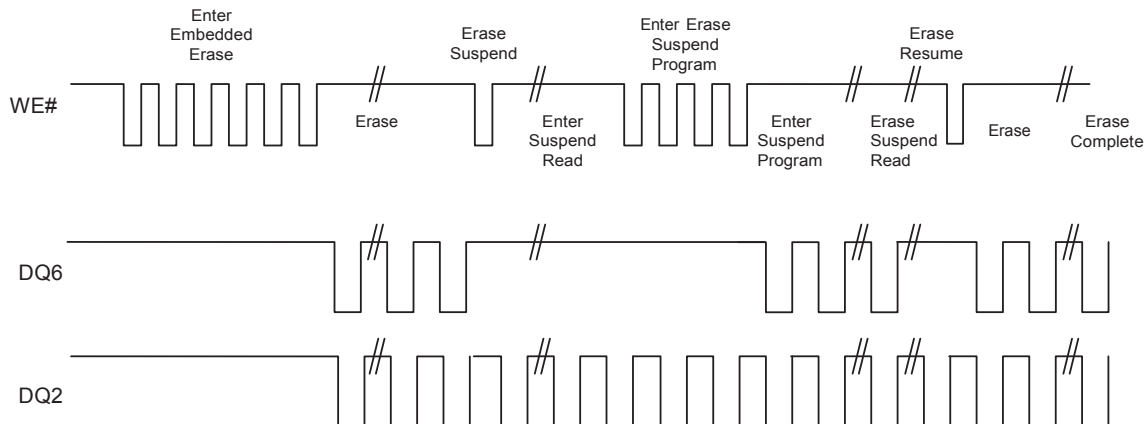 Enter
Embedded
Erase
Erase
Suspend
Enter Erase
Suspend
Program
Erase
Resume
WE#
Erase
Enter
Suspend
Read
Enter
Suspend
Program
Erase
Suspend
Read
Erase
Erase
Complete
DQ6
DQ2